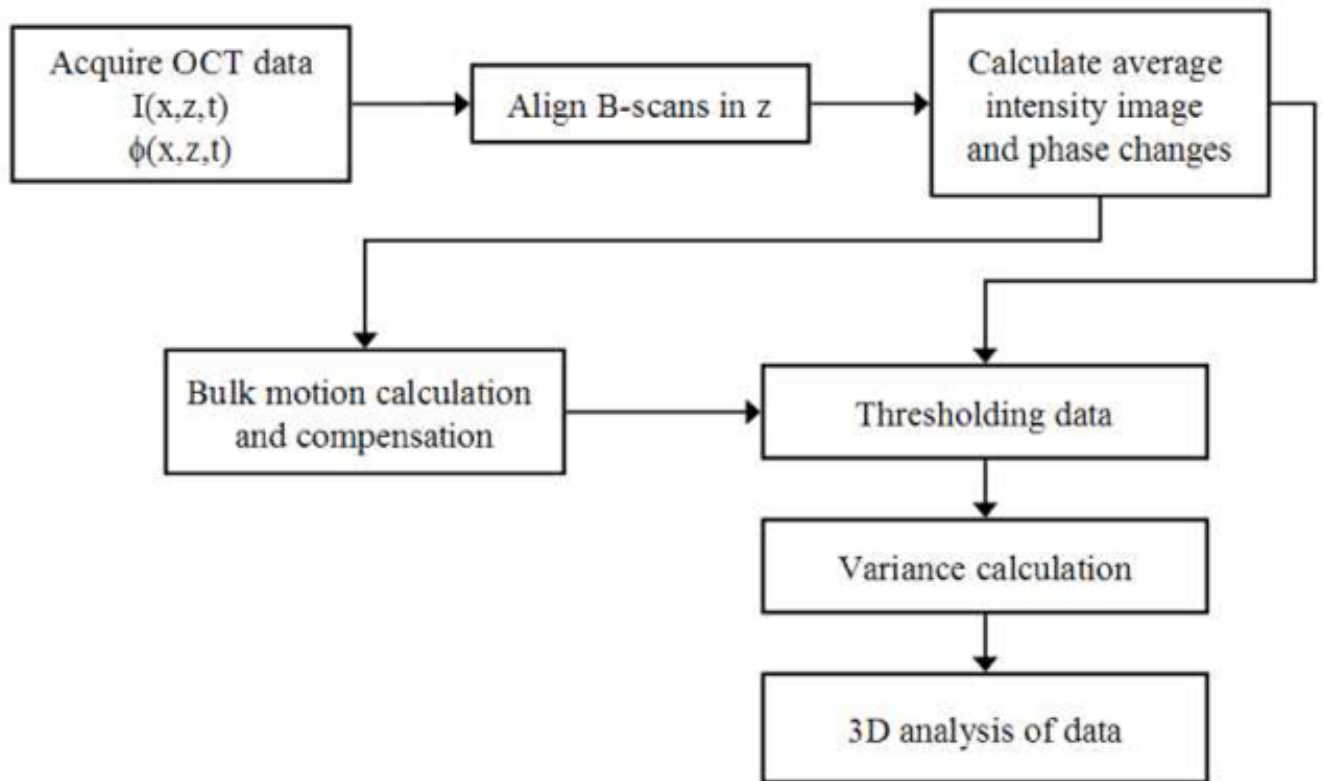 Acquire OCT data
I(x,z,t)
ϕ(x,z,t)
Align B-scans in z
Calculate average
intensity image
and phase changes
Bulk motion calculation
and compensation
Thresholding data
Variance calculation
3D analysis of data